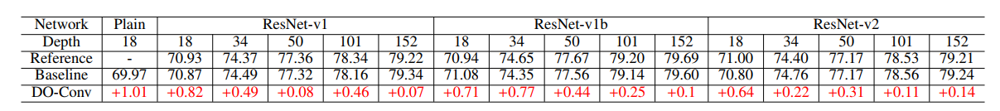 Network Plain ResNet-v1 ResNet-v1b ResNet-v2
Depth 18 18 34 50 101 152 18 34 50 101 152 18 34 50 101 152
Reference - 70.93 74.37 77.36 78.34 79.22 70.94 74.65 77.67 79.20 79.69 71.00 74.40 77.17 78.53 79.21
Baseline 69.97 70.87 74.49 77.32 78.16 79.34 71.08 74.35 77.56 79.14 79.60 70.80 74.76 77.17 78.56 79.24
DO-Conv +1.01 +0.82 +0.49 +0.08 +0.46 +0.07 +0.71 +0.77 +0.44 +0.25 +0.1 +0.64 +0.22 +0.31 +0.11 +0.14